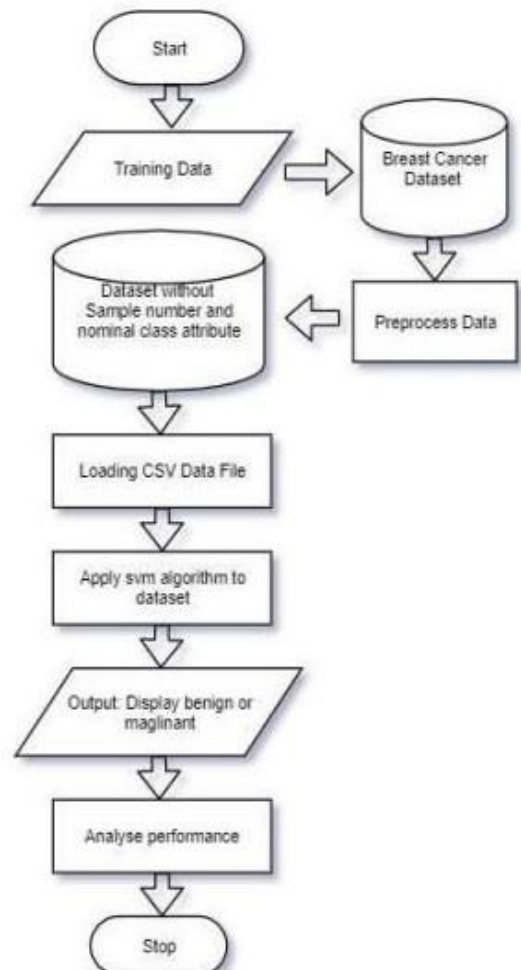 Start
Training Data
Breast Cancer
Dataset
Preprocess Data
Dataset without
Sample number and
nominal class attribute
Loading CSV Data File
Apply svm algorithm to
dataset
Output: Display benign or
maglinant
Analyse performance
Stop